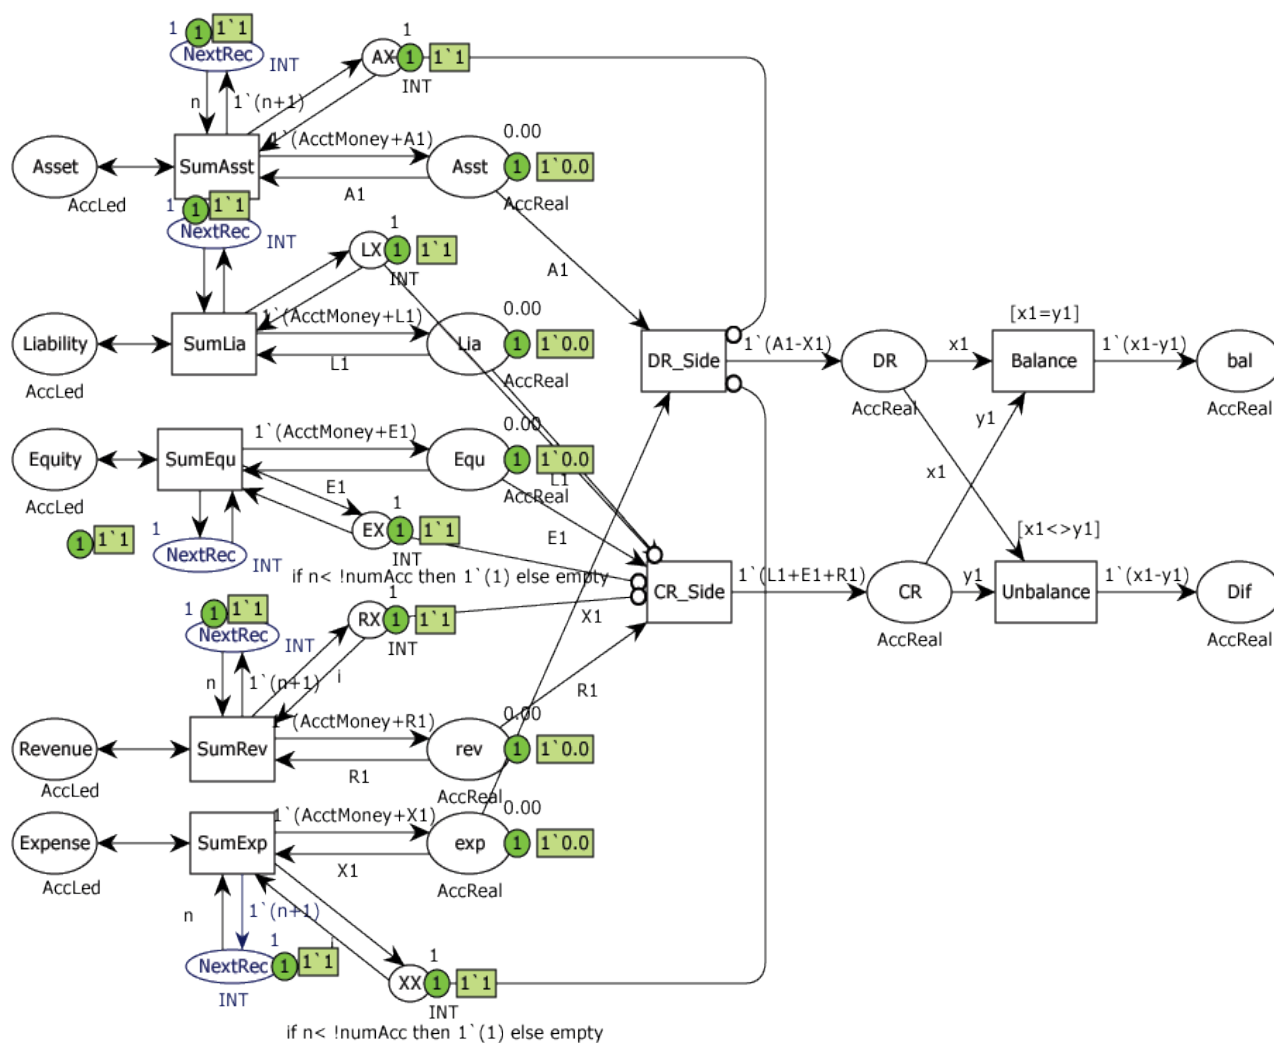 1 1 1`1
NextRec
INT
1
AX 1 1`1
INT
n 1`(n+1)
Asset
AccLed
SumAsst
1`(AcctMoney+A1)
A1
0.00
Asst 1 1`0.0
AccReal
1 1 1`1
NextRec
INT
1
LX 1 1`1
INT
A1
Liability
AccLed
SumLia
1`(AcctMoney+L1)
L1
0.00
Lia 1 1`0.0
AccReal
DR_Side
1`(A1-X1)
DR
AccReal
x1
[x1=y1]
Balance
1`(x1-y1)
bal
AccReal
y1
x1
Equity
AccLed
1 1`1
SumEqu
1`(AcctMoney+E1)
E1
0.00
Equ 1 1`0.0
AccReal
L1
E1
1
NextRec
INT
1
EX 1 1`1
INT
if n< !numAcc then 1`(1) else empty
CR_Side
1`(L1+E1+R1)
CR
AccReal
y1
[x1<>y1]
Unbalance
1`(x1-y1)
Dif
AccReal
1 1 1`1
NextRec
INT
1
RX 1 1`1
INT
X1
n 1`(n+1) i
R1
Revenue
AccLed
SumRev
1`(AcctMoney+R1)
R1
0.00
rev 1 1`0.0
AccReal
Expense
AccLed
SumExp
1`(AcctMoney+X1)
X1
0.00
exp 1 1`0.0
AccReal
n 1`(n+1)
i
1
NextRec 1 1`1
INT
1
XX 1 1`1
INT
if n< !numAcc then 1`(1) else empty